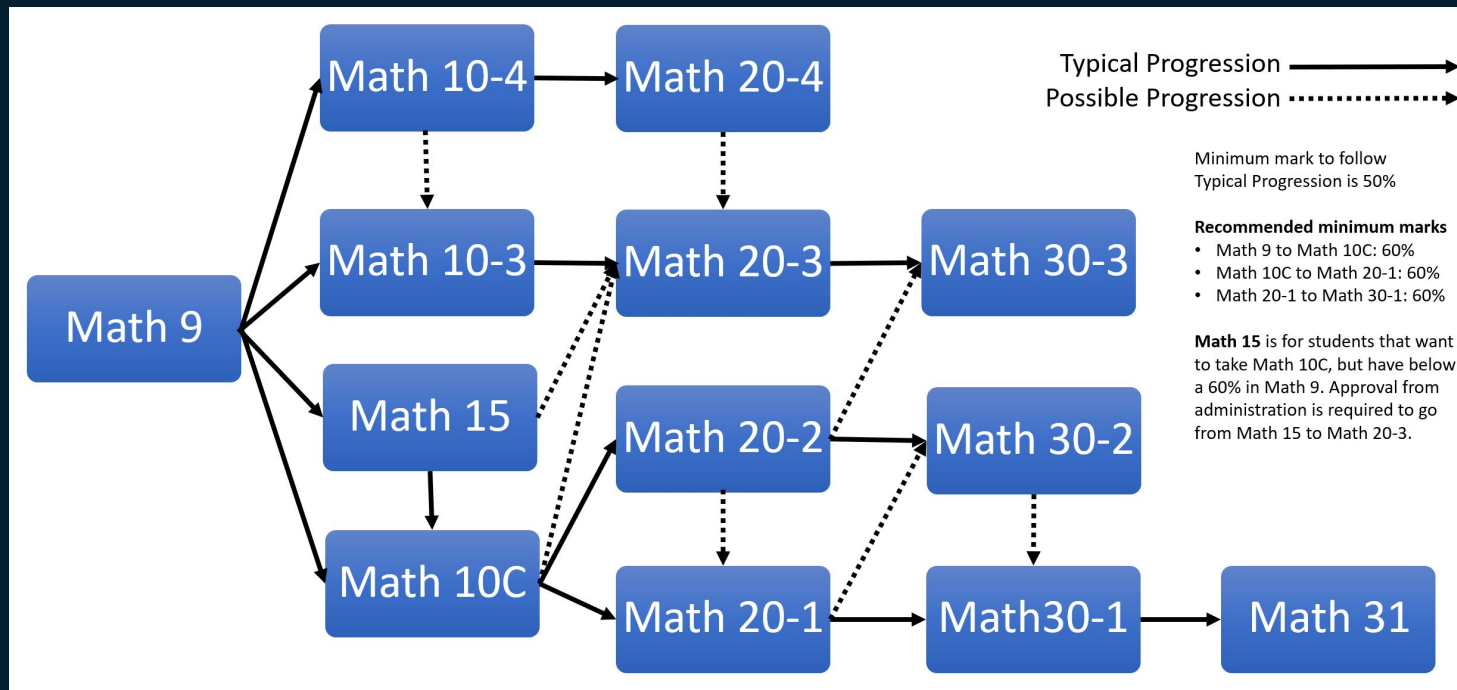 Math 10-4
Math 20-4
Typical Progression
Possible Progression
Minimum mark to follow
Typical Progression is 50%
Recommended minimum marks
• Math 9 to Math 10C: 60%
• Math 10C to Math 20-1: 60%
• Math 20-1 to Math 30-1: 60%
Math 15 is for students that want
to take Math 10C, but have below
a 60% in Math 9. Approval from
administration is required to go
from Math 15 to Math 20-3.
Math 10-3
Math 20-3
Math 30-3
Math 9
Math 15
Math 20-2
Math 30-2
Math 10C
Math 20-1
Math30-1
Math 31